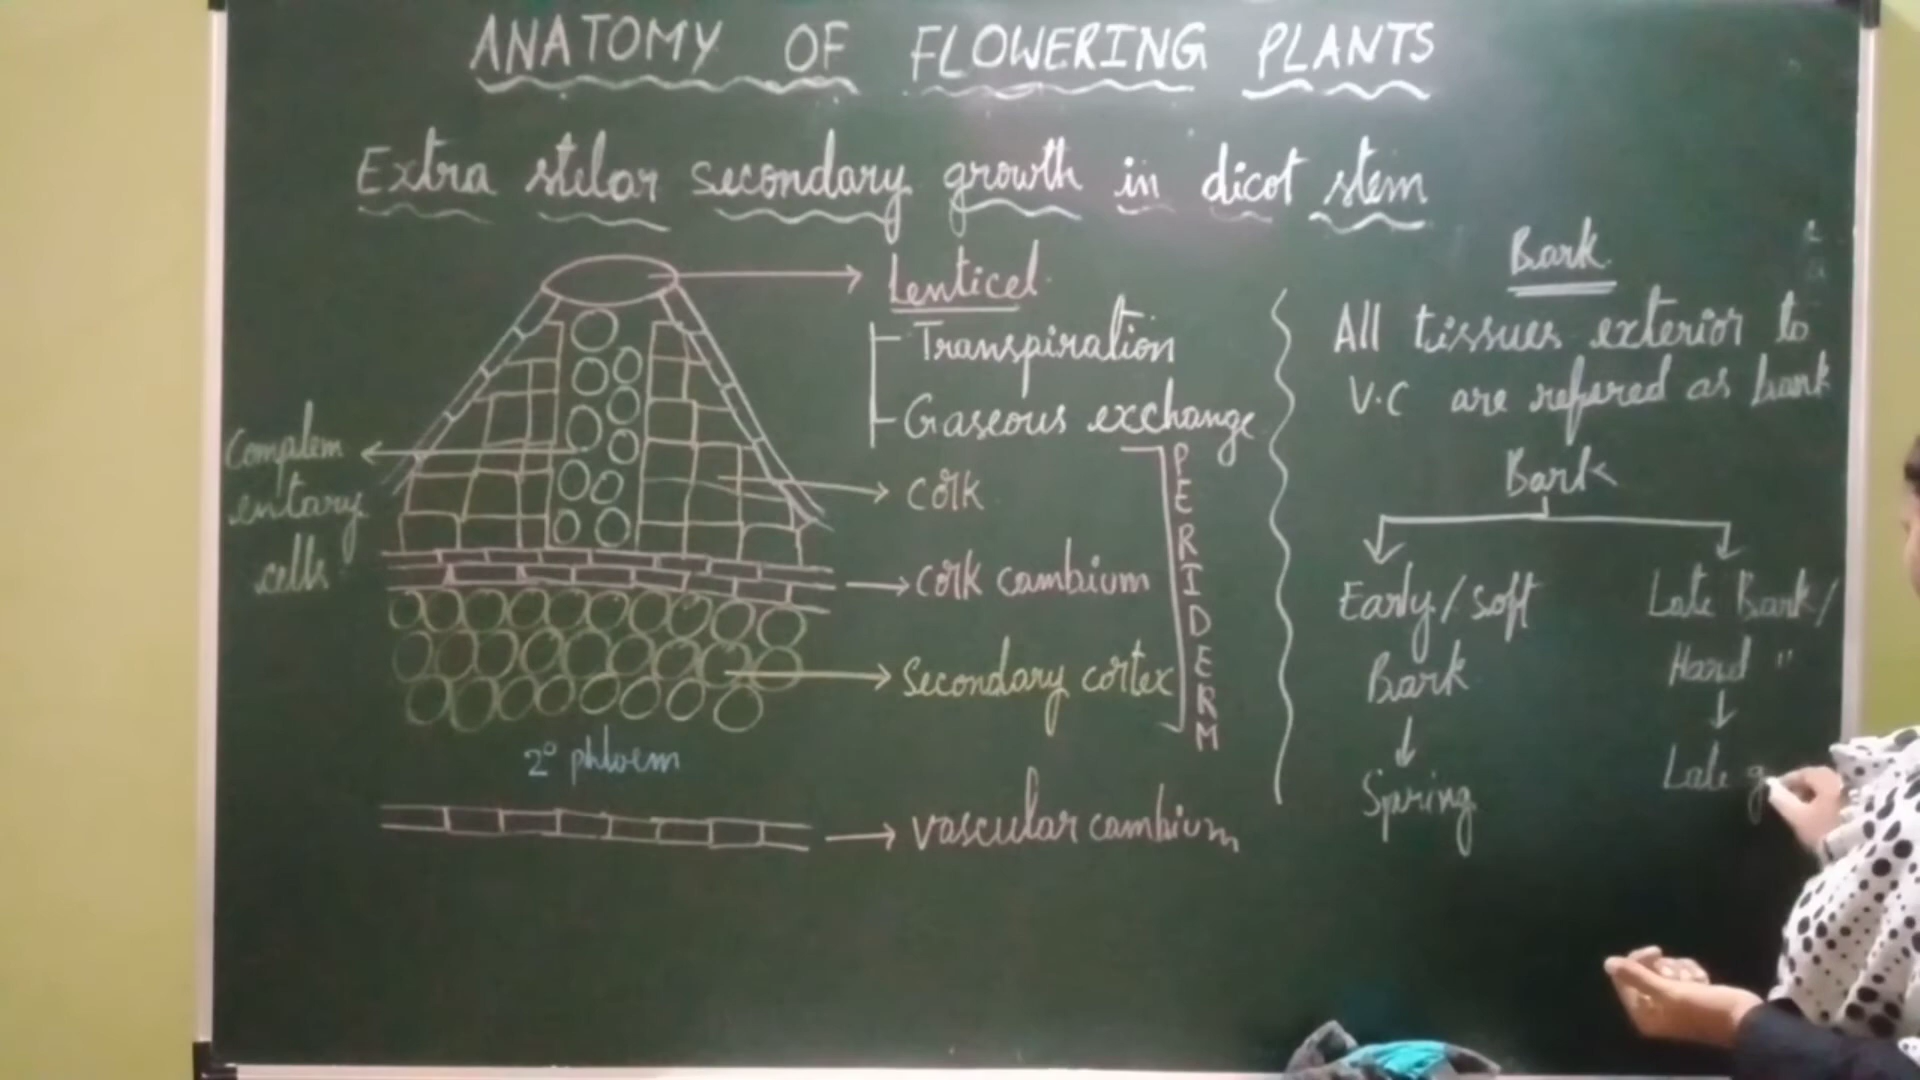 ANATOMY OF FLOWERING PLANTS
Extra stelar secondary growth in dicot stem
Lenticel
Transpiration
Gaseous exchange
Complem
entary
cells
cork
cork cambium
Secondary cortex
PERIDERM
2° phloem
vascular cambium
Bark
All tissues exterior to
V.C are refered as bark
Bark
Early/Soft
Bark
Spring
Late Bark/
Hard "
Late g